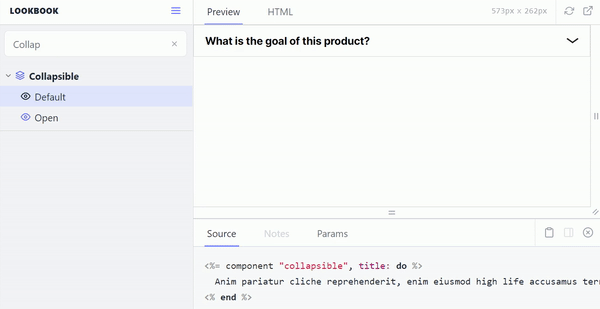 LOOKBOOK
Collap
Collapsible
Default
Open
Preview HTML 573px x 262px
What is the goal of this product?
Source Notes Params
<%= component "collapsible", title: do %>
Anim pariatur cliche reprehenderit, enim eiusmod high life accusamus
<% end %>